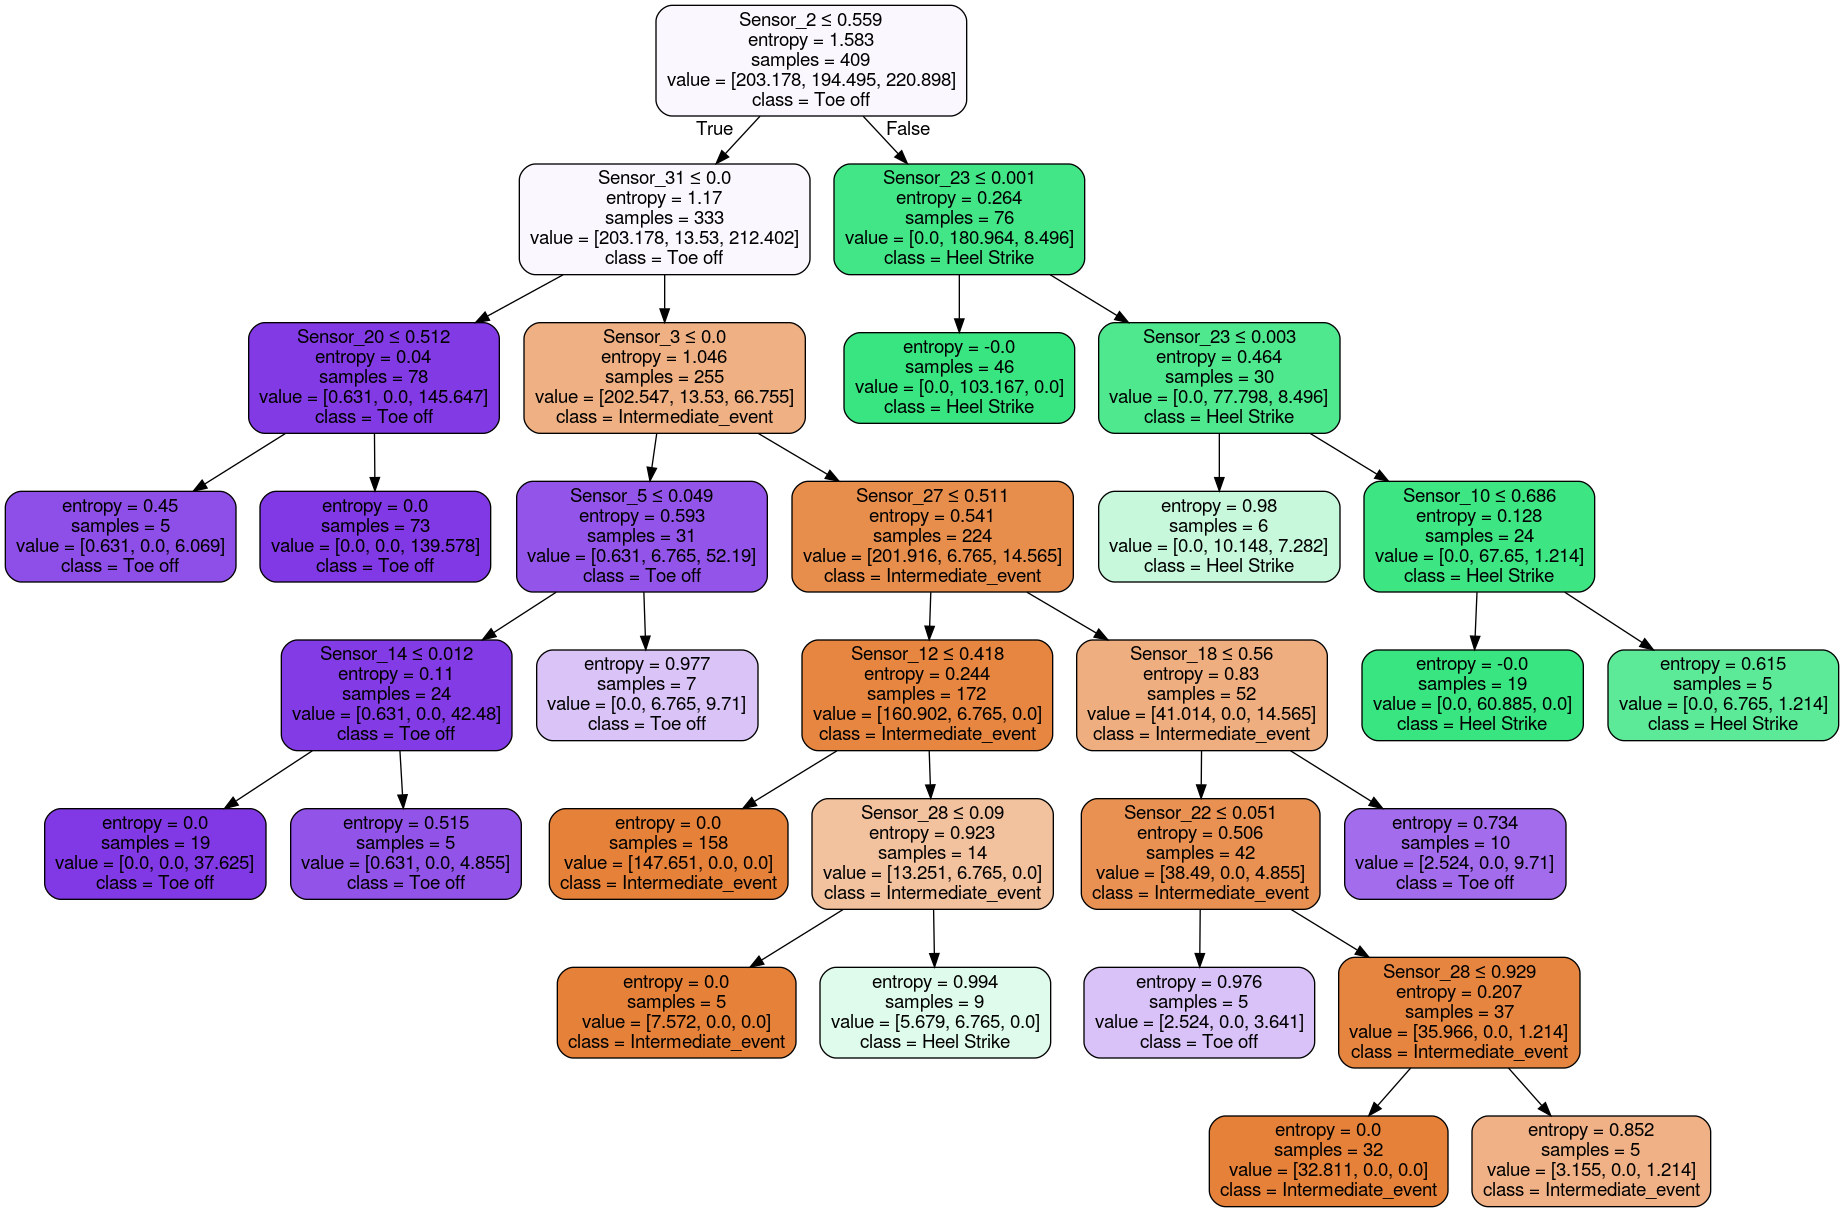 Sensor_2 ≤ 0.559
entropy = 1.583
samples = 409
value = [203.178, 194.495, 220.898]
class = Toe off
True
False
Sensor_31 ≤ 0.0
entropy = 1.17
samples = 333
value = [203.178, 13.53, 212.402]
class = Toe off
Sensor_23 ≤ 0.001
entropy = 0.264
samples = 76
value = [0.0, 180.964, 8.496]
class = Heel Strike
Sensor_20 ≤ 0.512
entropy = 0.04
samples = 78
value = [0.631, 0.0, 145.647]
class = Toe off
Sensor_3 ≤ 0.0
entropy = 1.046
samples = 255
value = [202.547, 13.53, 66.755]
class = Intermediate_event
entropy = -0.0
samples = 46
value = [0.0, 103.167, 0.0]
class = Heel Strike
Sensor_23 ≤ 0.003
entropy = 0.464
samples = 30
value = [0.0, 77.798, 8.496]
class = Heel Strike
entropy = 0.45
samples = 5
value = [0.631, 0.0, 6.069]
class = Toe off
entropy = 0.0
samples = 73
value = [0.0, 0.0, 139.578]
class = Toe off
Sensor_5 ≤ 0.049
entropy = 0.593
samples = 31
value = [0.631, 6.765, 52.19]
class = Toe off
Sensor_27 ≤ 0.511
entropy = 0.541
samples = 224
value = [201.916, 6.765, 14.565]
class = Intermediate_event
entropy = 0.98
samples = 6
value = [0.0, 10.148, 7.282]
class = Heel Strike
Sensor_10 ≤ 0.686
entropy = 0.128
samples = 24
value = [0.0, 67.65, 1.214]
class = Heel Strike
Sensor_14 ≤ 0.012
entropy = 0.11
samples = 24
value = [0.631, 0.0, 42.48]
class = Toe off
entropy = 0.977
samples = 7
value = [0.0, 6.765, 9.71]
class = Toe off
Sensor_12 ≤ 0.418
entropy = 0.244
samples = 172
value = [160.902, 6.765, 0.0]
class = Intermediate_event
Sensor_18 ≤ 0.56
entropy = 0.83
samples = 52
value = [41.014, 0.0, 14.565]
class = Intermediate_event
entropy = -0.0
samples = 19
value = [0.0, 60.885, 0.0]
class = Heel Strike
entropy = 0.615
samples = 5
value = [0.0, 6.765, 1.214]
class = Heel Strike
entropy = 0.0
samples = 19
value = [0.0, 0.0, 37.625]
class = Toe off
entropy = 0.515
samples = 5
value = [0.631, 0.0, 4.855]
class = Toe off
entropy = 0.0
samples = 158
value = [147.651, 0.0, 0.0]
class = Intermediate_event
Sensor_28 ≤ 0.09
entropy = 0.923
samples = 14
value = [13.251, 6.765, 0.0]
class = Intermediate_event
Sensor_22 ≤ 0.051
entropy = 0.506
samples = 42
value = [38.49, 0.0, 4.855]
class = Intermediate_event
entropy = 0.734
samples = 10
value = [2.524, 0.0, 9.71]
class = Toe off
entropy = 0.0
samples = 5
value = [7.572, 0.0, 0.0]
class = Intermediate_event
entropy = 0.994
samples = 9
value = [5.679, 6.765, 0.0]
class = Heel Strike
entropy = 0.976
samples = 5
value = [2.524, 0.0, 3.641]
class = Toe off
Sensor_28 ≤ 0.929
entropy = 0.207
samples = 37
value = [35.966, 0.0, 1.214]
class = Intermediate_event
entropy = 0.0
samples = 32
value = [32.811, 0.0, 0.0]
class = Intermediate_event
entropy = 0.852
samples = 5
value = [3.155, 0.0, 1.214]
class = Intermediate_event